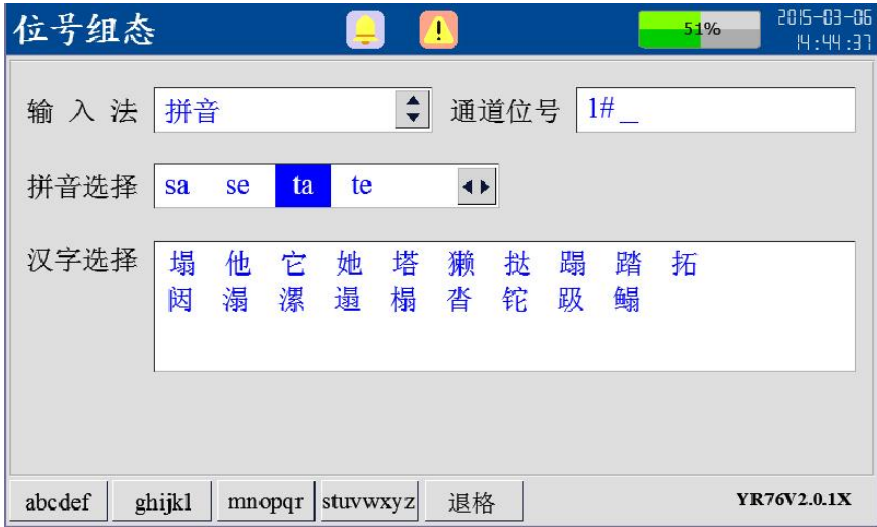 位号组态 51% 2015-03-06
14:44:37
输入法 拼音 通道位号 1#_
拼音选择 sa se ta te
汉字选择 塌 他 它 她 塔 獭 挞 蹋 踏 拓
闼 溻 漯 遢 榻 沓 铊 趿 鳎
abcdef ghijkl mnopqr stuvwxyz 退格 YR76V2.0.1X